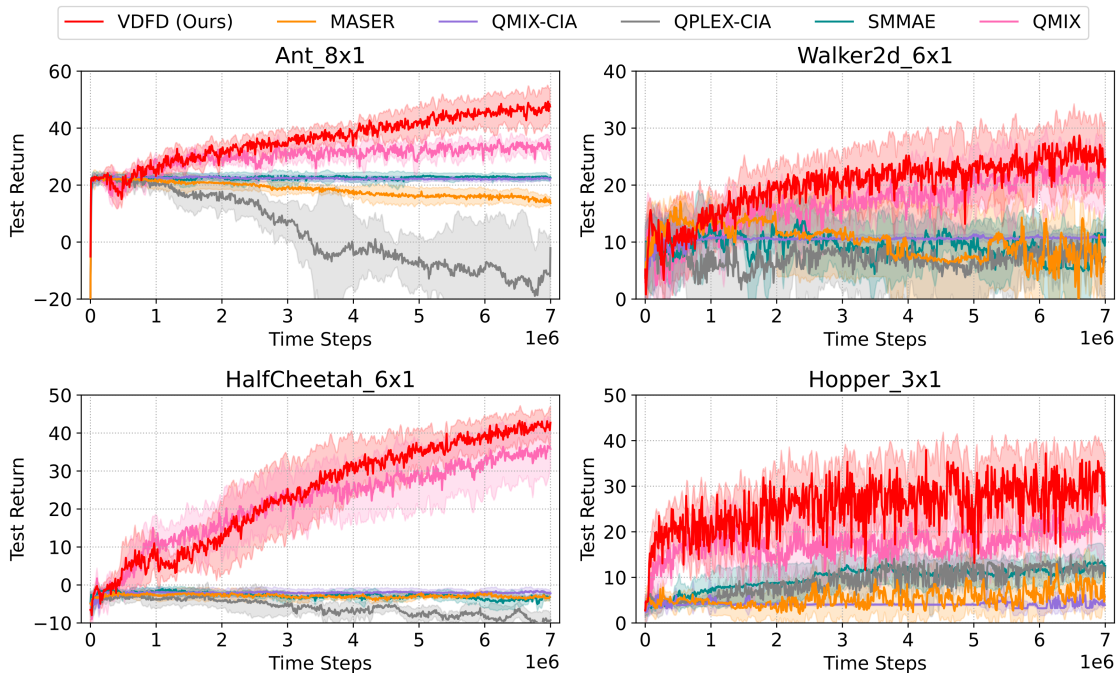 VDFD (Ours) MASER QMIX-CIA QPLEX-CIA SMMAE QMIX
Ant_8x1
Test Return
60
40
20
0
−20
0 1 2 3 4 5 6 7
Time Steps
1e6
Walker2d_6x1
Test Return
40
30
20
10
0
0 1 2 3 4 5 6 7
Time Steps
1e6
HalfCheetah_6x1
Test Return
50
40
30
20
10
0
−10
0 1 2 3 4 5 6 7
Time Steps
1e6
Hopper_3x1
Test Return
50
40
30
20
10
0
0 1 2 3 4 5 6 7
Time Steps
1e6